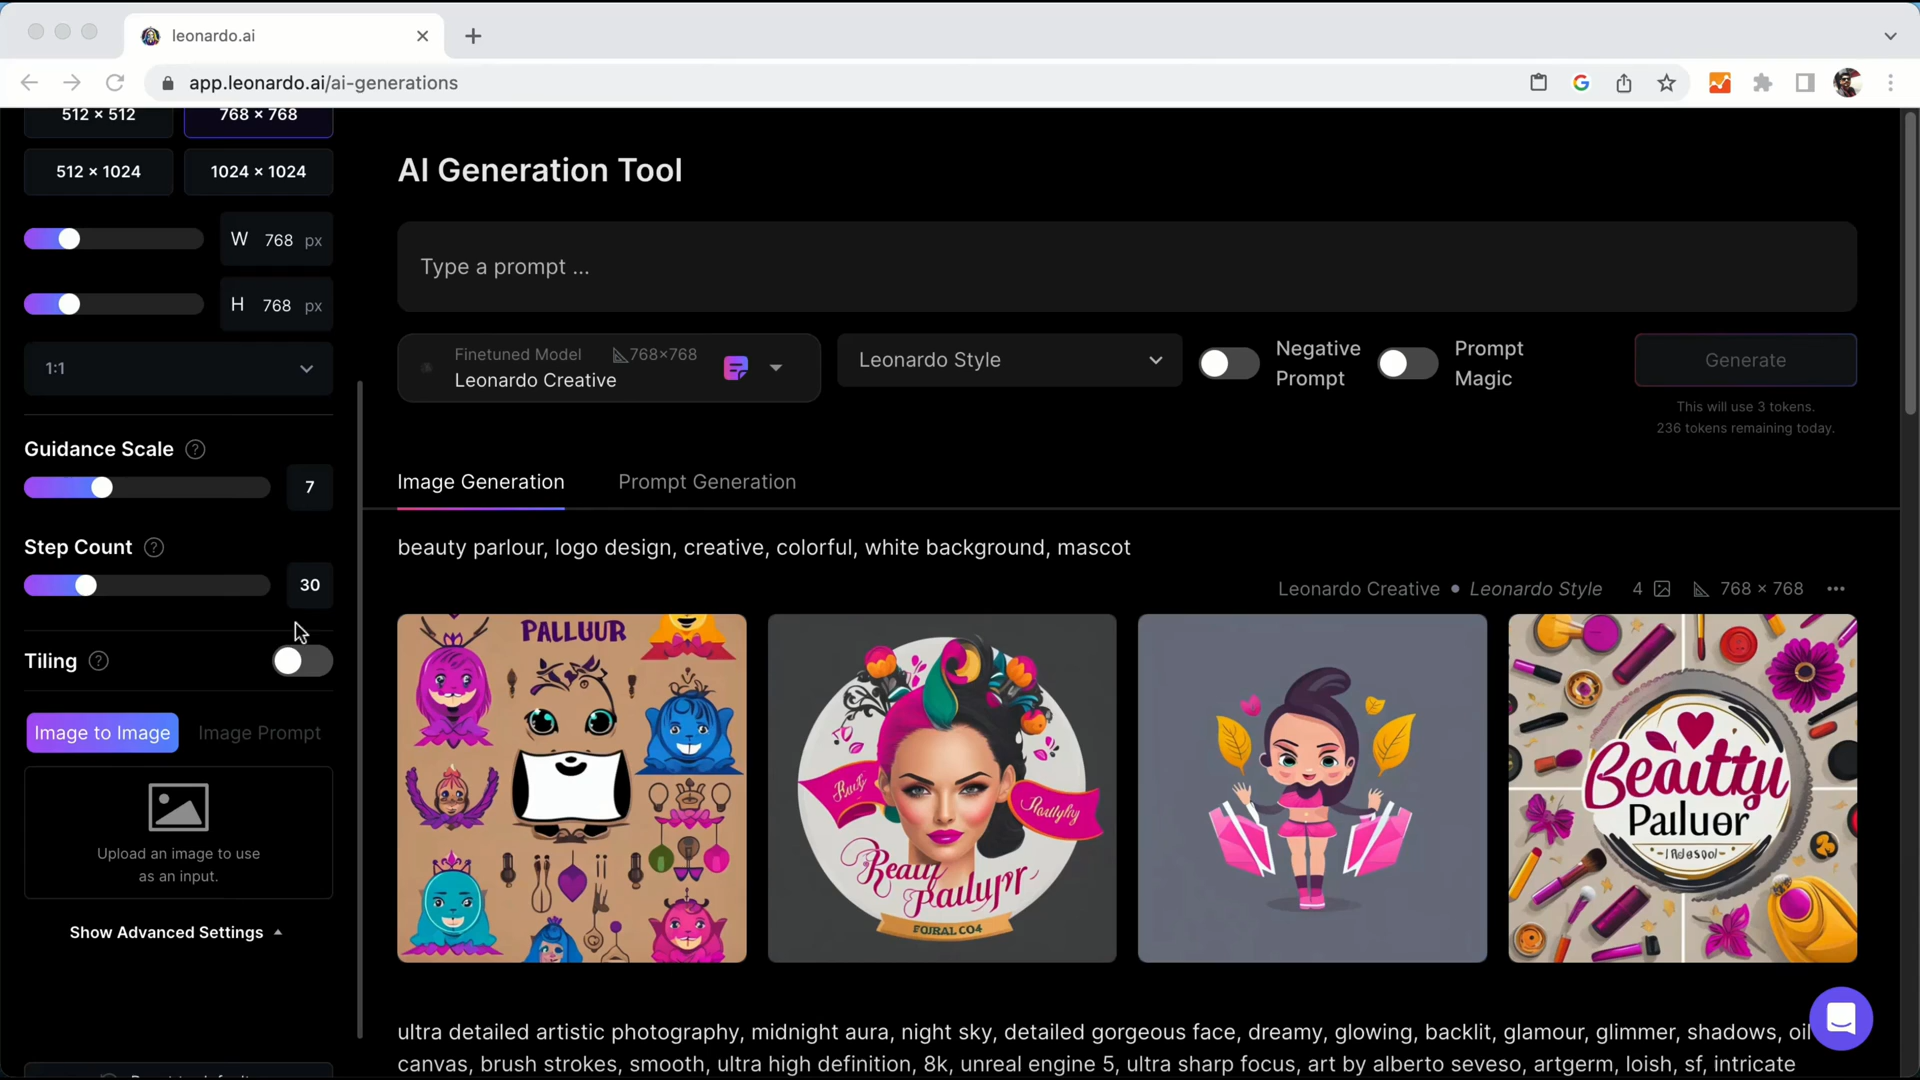 leonardo.ai
app.leonardo.ai/ai-generations
512 × 512
768 × 768
512 × 1024
1024 × 1024
W 768 px
H 768 px
1:1
Guidance Scale ?
7
Step Count ?
30
Tiling ?
Image to Image
Image Prompt
Upload an image to use
as an input.
Show Advanced Settings
AI Generation Tool
Type a prompt ...
Finetuned Model
768×768
Leonardo Creative
Leonardo Style
Negative
Prompt
Prompt
Magic
Generate
This will use 3 tokens.
236 tokens remaining today.
Image Generation
Prompt Generation
beauty parlour, logo design, creative, colorful, white background, mascot
Leonardo Creative • Leonardo Style 4 768 × 768
PALLUUR
Beautty
Pailuor
ultra detailed artistic photography, midnight aura, night sky, detailed gorgeous face, dreamy, glowing, backlit, glamour, glimmer, shadows, oil
canvas, brush strokes, smooth, ultra high definition, 8k, unreal engine 5, ultra sharp focus, art by alberto seveso, artgerm, loish, sf, intricate